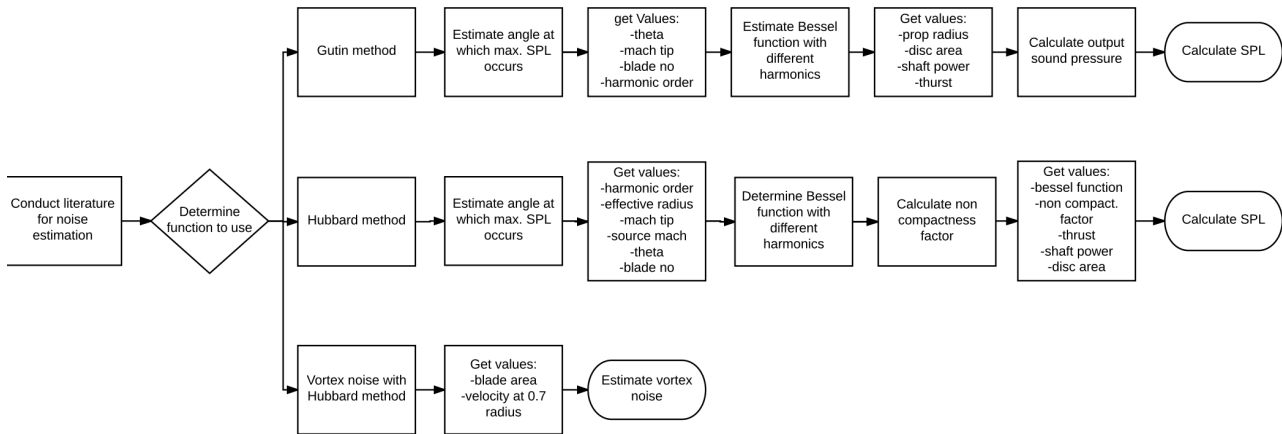 Conduct literature
for noise
estimation
Determine
function to use
Gutin method
Estimate angle at
which max. SPL
occurs
get Values:
-theta
-mach tip
-blade no
-harmonic order
Estimate Bessel
function with
different
harmonics
Get values:
-prop radius
-disc area
-shaft power
-thurst
Calculate output
sound pressure
Calculate SPL
Hubbard method
Estimate angle at
which max. SPL
occurs
Get values:
-harmonic order
-effective radius
-mach tip
-source mach
-theta
-blade no
Determine Bessel
function with
different
harmonics
Calculate non
compactness
factor
Get values:
-bessel function
-non compact.
factor
-thrust
-shaft power
-disc area
Calculate SPL
Vortex noise with
Hubbard method
Get values:
-blade area
-velocity at 0.7
radius
Estimate vortex
noise